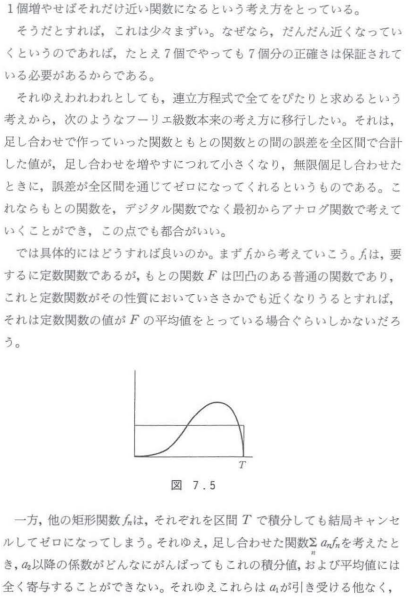 1個増やせばそれだけ近い関数になるという考え方をとっている。
そうだとすれば，これは少々まずい。なぜなら，だんだん近くなってい
くというのであれば，たとえ7個でやっても7個分の正確さは保証されて
いる必要があるからである。
それゆえわれわれとしても，連立方程式で全てをぴたりと求めるという
考えから，次のようなフーリエ級数本来の考え方に移行したい。それは，
足し合わせで作っていった関数ともとの関数との間の誤差を全区間で合計
した値が，足し合わせを増やすにつれて小さくなり，無限個足し合わせた
ときに，誤差が全区間を通じてゼロになってくれるというものである。こ
れならもとの関数を，デジタル関数でなく最初からアナログ関数で考えて
いくことができ，この点でも都合がいい。
では具体的にはどうすれば良いのか。まずf₁から考えていこう。f₁は，要
するに定数関数であるが，もとの関数 F は凹凸のある普通の関数であり，
これと定数関数がその性質においていささかでも近くなりうるとすれば，
それは定数関数の値が F の平均値をとっている場合ぐらいしかないだろ
う。
T
図 7.5
一方，他の矩形関数fₙは，それぞれを区間 T で積分しても結局キャンセ
ルしてゼロになってしまう。それゆえ，足し合わせた関数Σ aₙfₙを考えたと
n
き，a₂以降の係数がどんなにがんばってもこれの積分値，および平均値には
全く寄与することができない。それゆえこれらは a₁が引き受ける他なく，